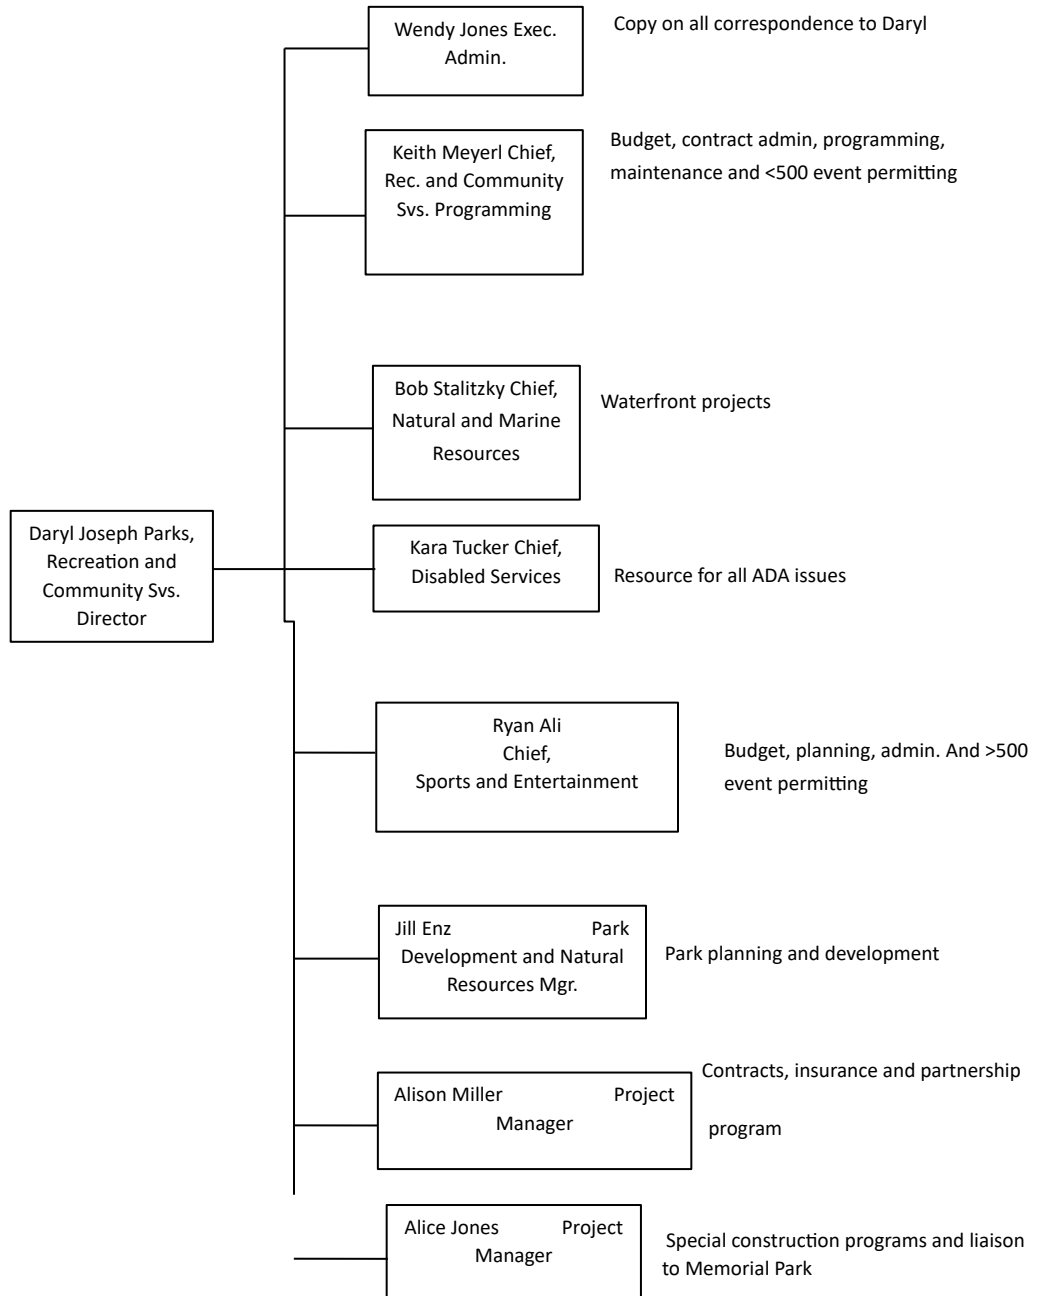 Wendy Jones Exec.
Admin.
Copy on all correspondence to Daryl
Keith Meyerl Chief,
Rec. and Community
Svs. Programming
Budget, contract admin, programming,
maintenance and <500 event permitting
Bob Stalitzky Chief,
Natural and Marine
Resources
Waterfront projects
Daryl Joseph Parks,
Recreation and
Community Svs.
Director
Kara Tucker Chief,
Disabled Services
Resource for all ADA issues
Ryan Ali
Chief,
Sports and Entertainment
Budget, planning, admin. And >500
event permitting
Jill Enz Park
Development and Natural
Resources Mgr.
Park planning and development
Alison Miller Project
Manager
Contracts, insurance and partnership
program
Alice Jones Project
Manager
Special construction programs and liaison
to Memorial Park